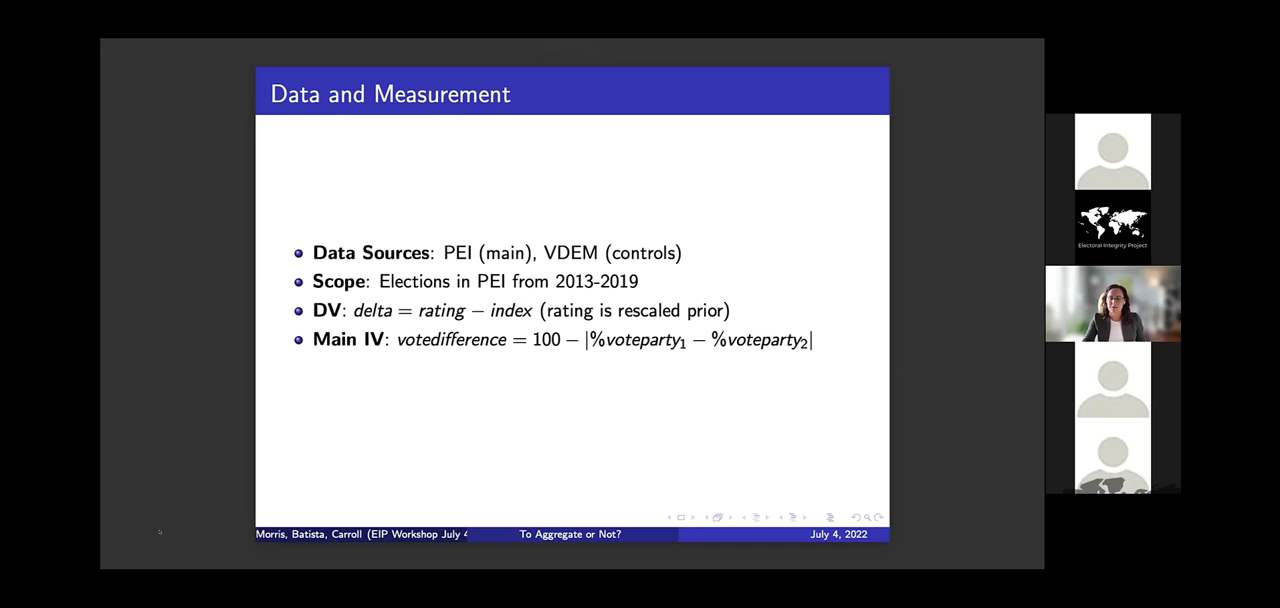 Data and Measurement
Data Sources: PEI (main), VDEM (controls)
Scope: Elections in PEI from 2013-2019
DV: delta = rating − index (rating is rescaled prior)
Main IV: votedifference = 100 − |%voteparty₁ − %voteparty₂|
Morris, Batista, Carroll (EIP Workshop July 4
To Aggregate or Not?
July 4, 2022
Electoral Integrity Project